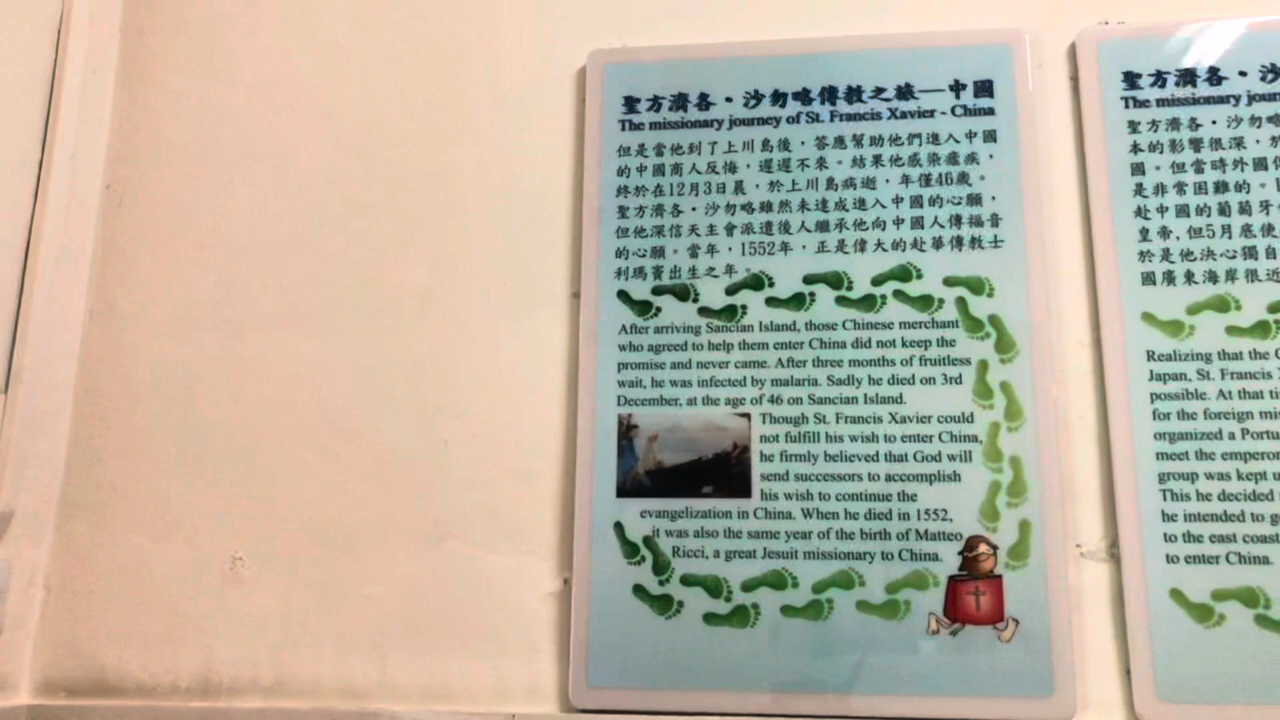 聖方濟各·沙勿略傳教之旅—中國
The missionary journey of St. Francis Xavier - China
但是當他到了上川島後，答應幫助他們進入中國
的中國商人反悔，遲遲不來。結果他感染瘧疾，
終於在12月3日晨，於上川島病逝，年僅46歲。
聖方濟各·沙勿略雖然未達成進入中國的心願，
但他深信天主會派遣後人繼承他向中國人傳福音
的心願。當年，1552年，正是偉大的赴華傳教士
利瑪竇出生之年。
After arriving Sancian Island, those Chinese merchant
who agreed to help them enter China did not keep the
promise and never came. After three months of fruitless
wait, he was infected by malaria. Sadly he died on 3rd
December, at the age of 46 on Sancian Island.
Though St. Francis Xavier could
not fulfill his wish to enter China,
he firmly believed that God will
send successors to accomplish
his wish to continue the
evangelization in China. When he died in 1552,
it was also the same year of the birth of Matteo
Ricci, a great Jesuit missionary to China.
聖方濟各·沙
The missionary jour
聖方濟各·沙勿略
本的影響很深，於
國。但當時外國
是非常困難的。
赴中國的葡萄牙
皇帝,但5月底使
於是他決心獨自
國廣東海岸很近
Realizing that the
Japan, St. Francis
possible. At that ti
for the foreign mi
organized a Portu
meet the emperor
group was kept u
This he decided
he intended to g
to the east coast
to enter China.